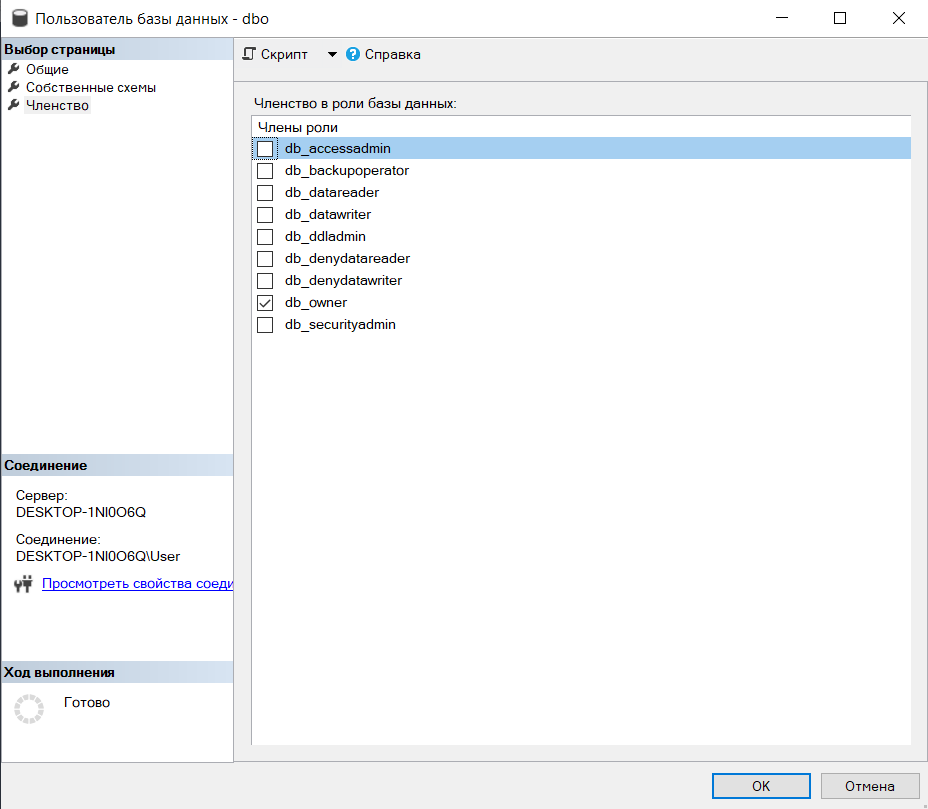 Пользователь базы данных - dbo
Выбор страницы
Общие
Собственные схемы
Членство
Скрипт
Справка
Членство в роли базы данных:
Члены роли
db_accessadmin
db_backupoperator
db_datareader
db_datawriter
db_ddladmin
db_denydatareader
db_denydatawriter
db_owner
db_securityadmin
Соединение
Сервер:
DESKTOP-1NI0O6Q
Соединение:
DESKTOP-1NI0O6Q\User
Просмотреть свойства соеди
Ход выполнения
Готово
OK
Отмена